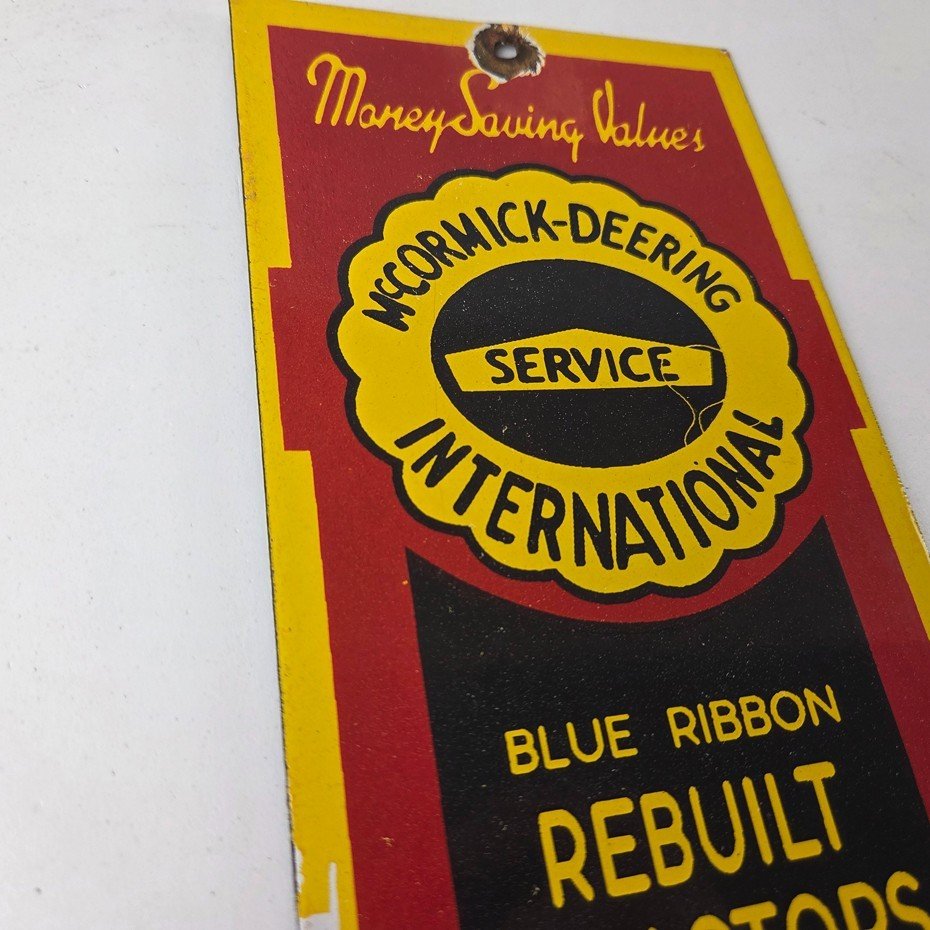 Money Saving Values
McCORMICK-DEERING
SERVICE
INTERNATIONAL
BLUE RIBBON
REBUILT